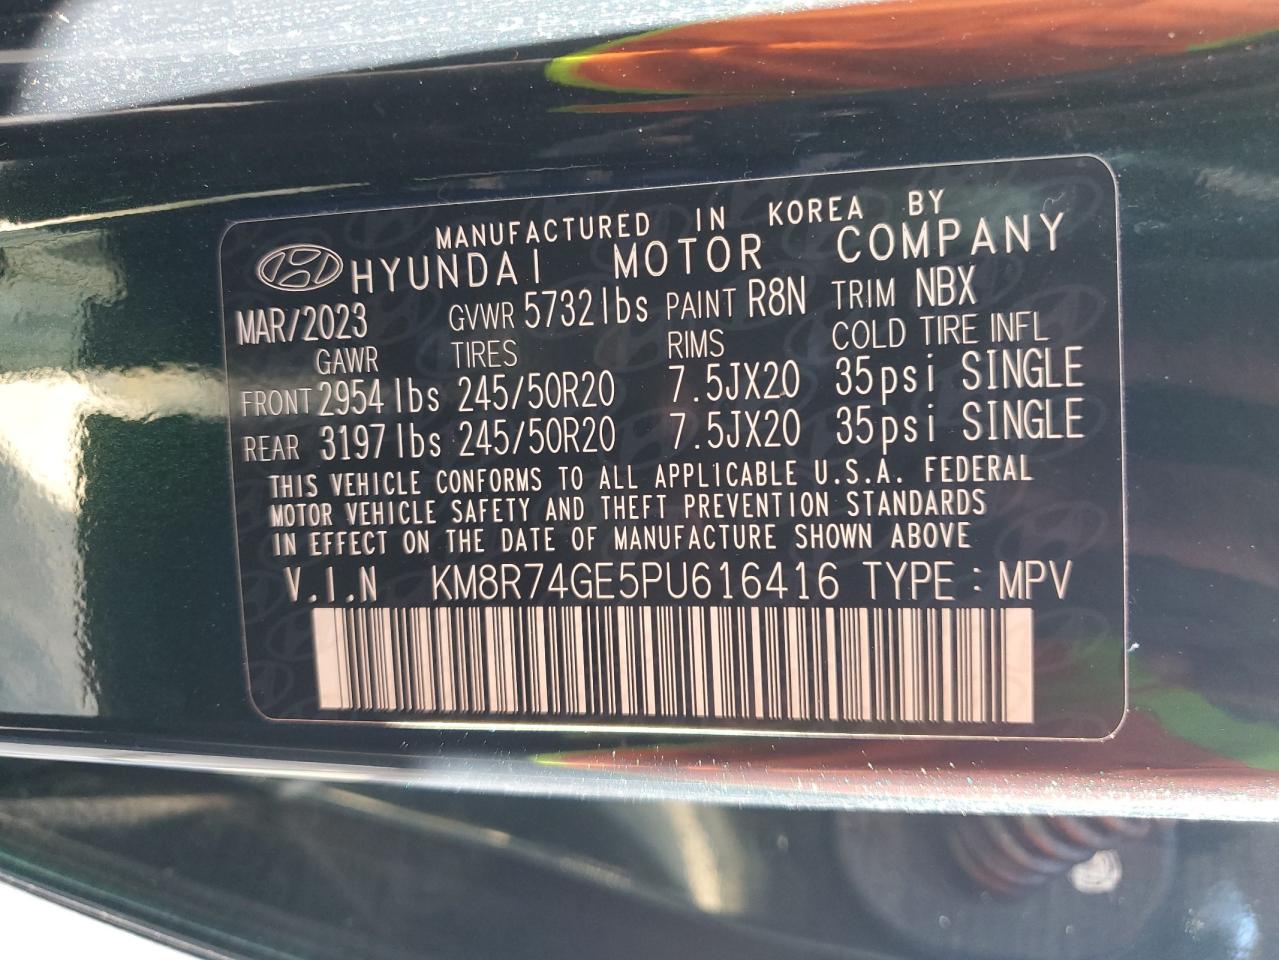 MANUFACTURED IN KOREA BY
HYUNDAI MOTOR COMPANY
MAR/2023 GVWR 5732lbs PAINT R8N TRIM NBX
GAWR TIRES RIMS COLD TIRE INFL
FRONT 2954lbs 245/50R20 7.5JX20 35psi SINGLE
REAR 3197lbs 245/50R20 7.5JX20 35psi SINGLE
THIS VEHICLE CONFORMS TO ALL APPLICABLE U.S.A. FEDERAL
MOTOR VEHICLE SAFETY AND THEFT PREVENTION STANDARDS
IN EFFECT ON THE DATE OF MANUFACTURE SHOWN ABOVE
V.I.N KM8R74GE5PU616416 TYPE : MPV